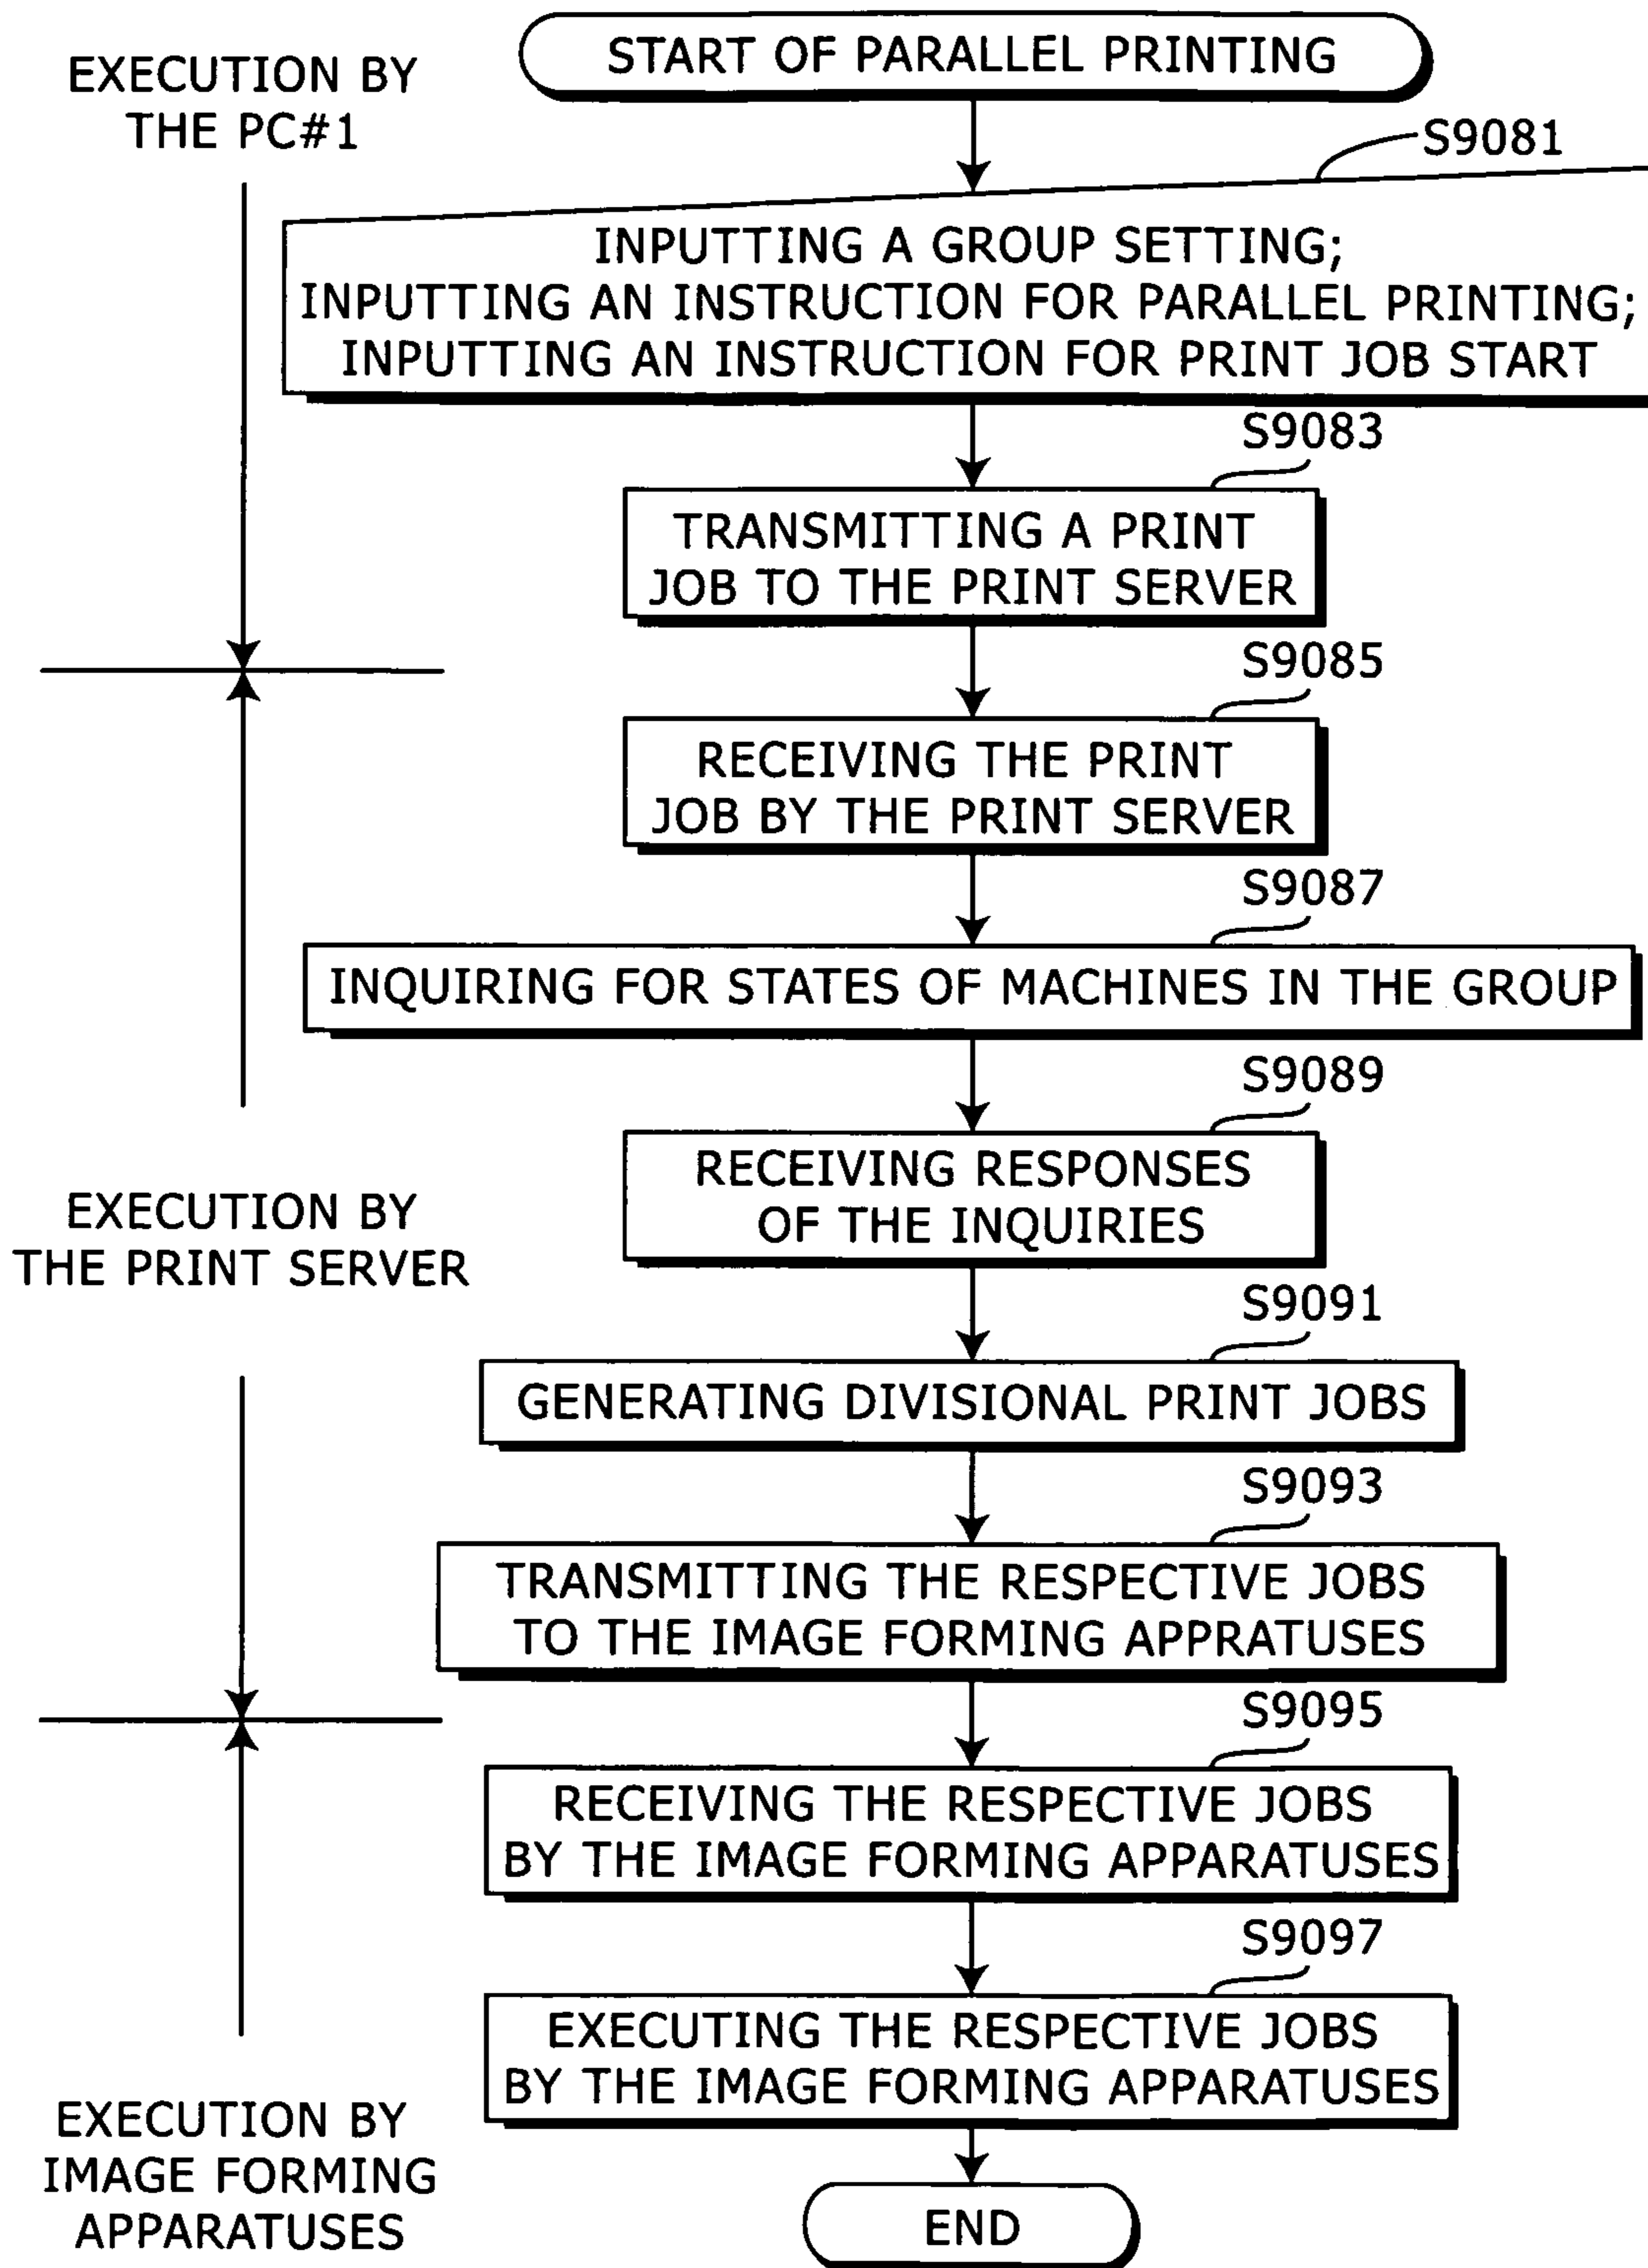 START OF PARALLEL PRINTING
EXECUTION BY
THE PC#1
S9081
INPUTTING A GROUP SETTING;
INPUTTING AN INSTRUCTION FOR PARALLEL PRINTING;
INPUTTING AN INSTRUCTION FOR PRINT JOB START
S9083
TRANSMITTING A PRINT
JOB TO THE PRINT SERVER
S9085
RECEIVING THE PRINT
JOB BY THE PRINT SERVER
S9087
INQUIRING FOR STATES OF MACHINES IN THE GROUP
S9089
RECEIVING RESPONSES
OF THE INQUIRIES
EXECUTION BY
THE PRINT SERVER
S9091
GENERATING DIVISIONAL PRINT JOBS
S9093
TRANSMITTING THE RESPECTIVE JOBS
TO THE IMAGE FORMING APPRATUSES
S9095
RECEIVING THE RESPECTIVE JOBS
BY THE IMAGE FORMING APPARATUSES
S9097
EXECUTING THE RESPECTIVE JOBS
BY THE IMAGE FORMING APPARATUSES
EXECUTION BY
IMAGE FORMING
APPARATUSES
END